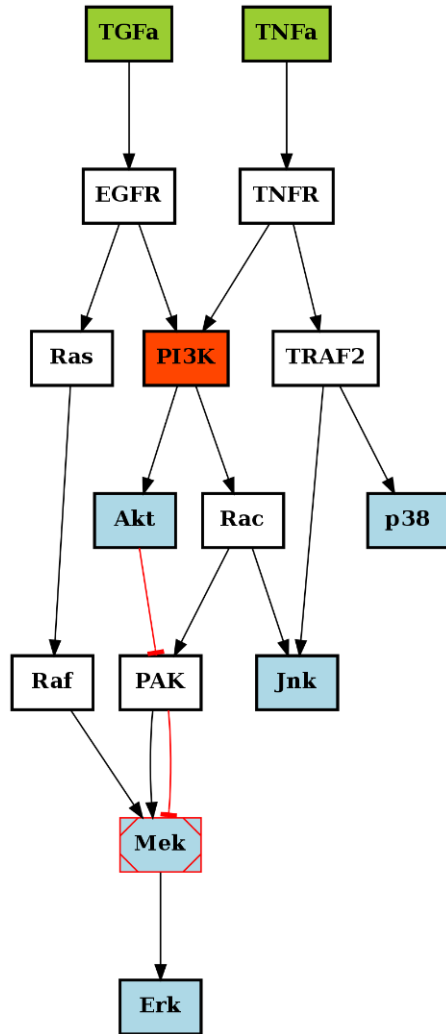 TGFa
TNFa
EGFR
TNFR
Ras
PI3K
TRAF2
Akt
Rac
p38
Raf
PAK
Jnk
Mek
Erk